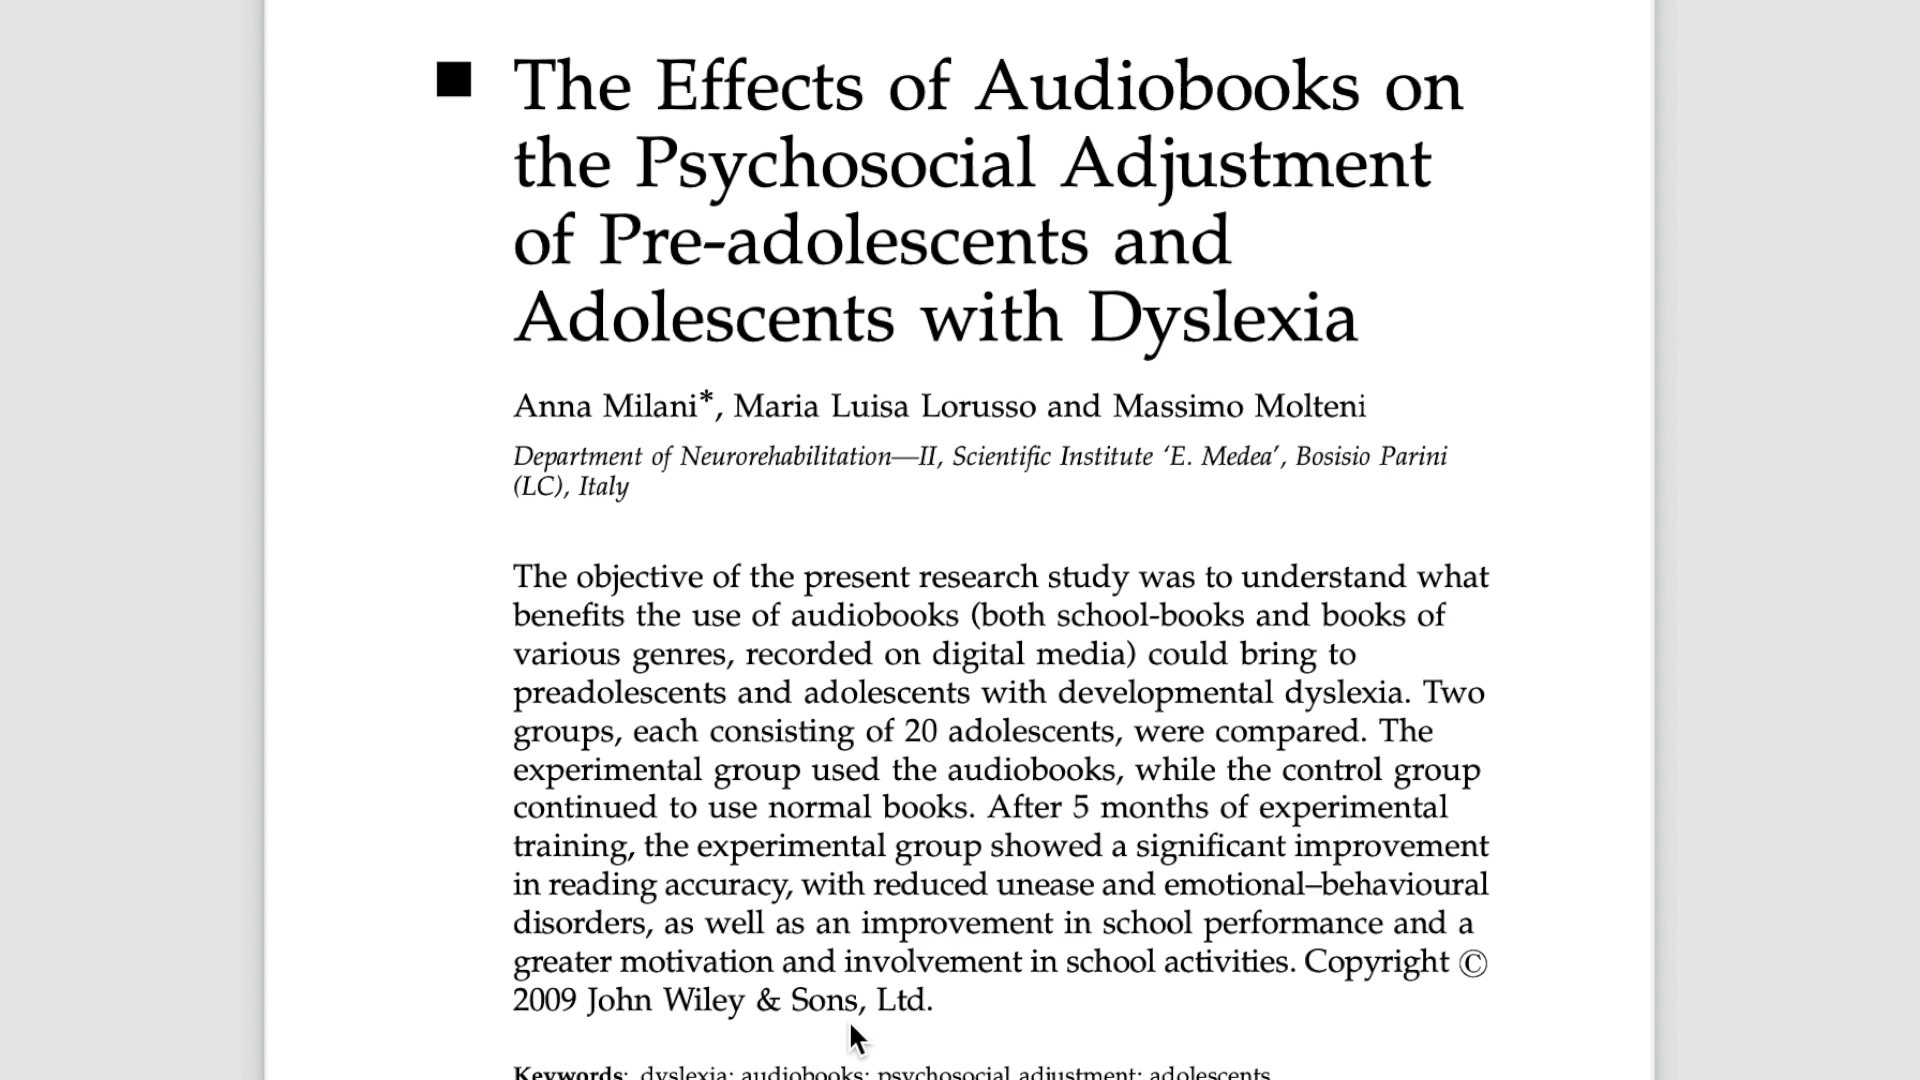 The Effects of Audiobooks on
the Psychosocial Adjustment
of Pre-adolescents and
Adolescents with Dyslexia
Anna Milani*, Maria Luisa Lorusso and Massimo Molteni
Department of Neurorehabilitation—II, Scientific Institute ‘E. Medea’, Bosisio Parini
(LC), Italy
The objective of the present research study was to understand what
benefits the use of audiobooks (both school-books and books of
various genres, recorded on digital media) could bring to
preadolescents and adolescents with developmental dyslexia. Two
groups, each consisting of 20 adolescents, were compared. The
experimental group used the audiobooks, while the control group
continued to use normal books. After 5 months of experimental
training, the experimental group showed a significant improvement
in reading accuracy, with reduced unease and emotional–behavioural
disorders, as well as an improvement in school performance and a
greater motivation and involvement in school activities. Copyright ©
2009 John Wiley & Sons, Ltd.
Keywords: dyslexia; audiobooks; psychosocial adjustment; adolescents